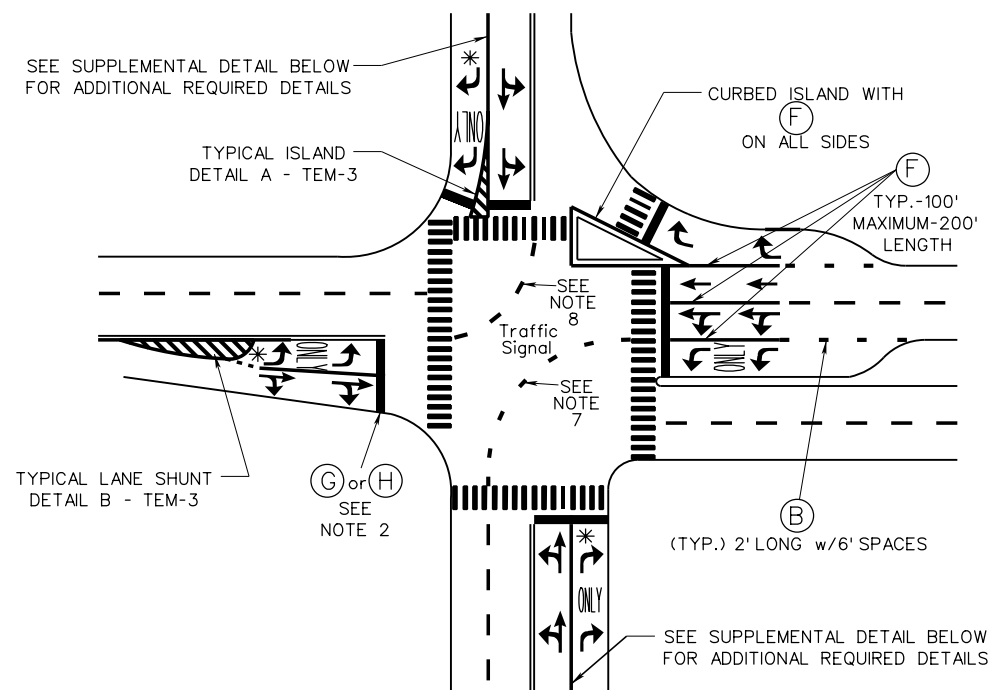 SEE SUPPLEMENTAL DETAIL BELOW
FOR ADDITIONAL REQUIRED DETAILS
*
ONLY
TYPICAL ISLAND
DETAIL A - TEM-3
CURBED ISLAND WITH
F
ON ALL SIDES
F
TYP.-100'
MAXIMUM-200'
LENGTH
SEE
NOTE
8
Traffic
Signal
SEE
NOTE
7
*
ONLY
ONLY
TYPICAL LANE SHUNT
DETAIL B - TEM-3
G or H
SEE
NOTE 2
B
(TYP.) 2' LONG w/6' SPACES
*
ONLY
SEE SUPPLEMENTAL DETAIL BELOW
FOR ADDITIONAL REQUIRED DETAILS